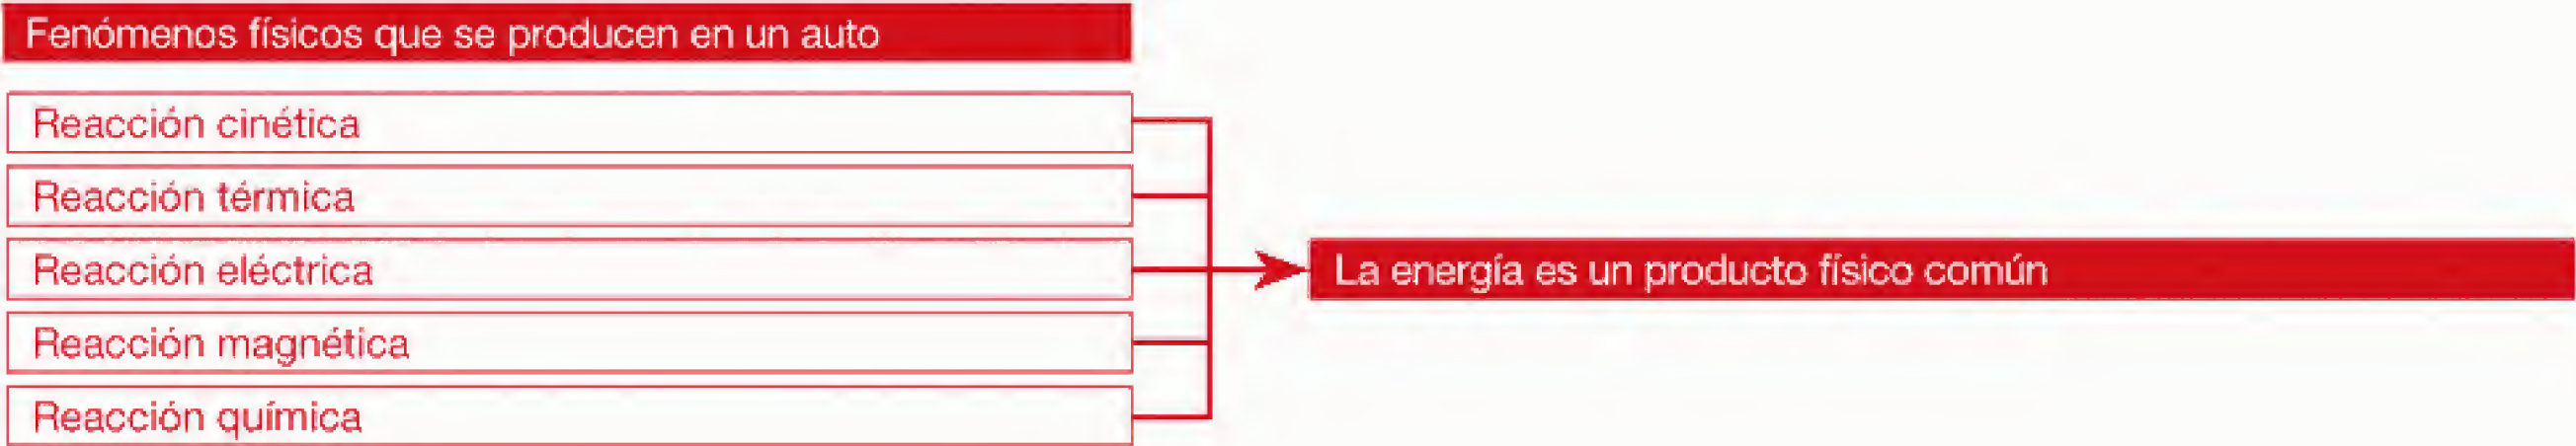 Fenómenos físicos que se producen en un auto
Reacción cinética
Reacción térmica
Reacción eléctrica
La energía es un producto físico común
Reacción magnética
Reacción química